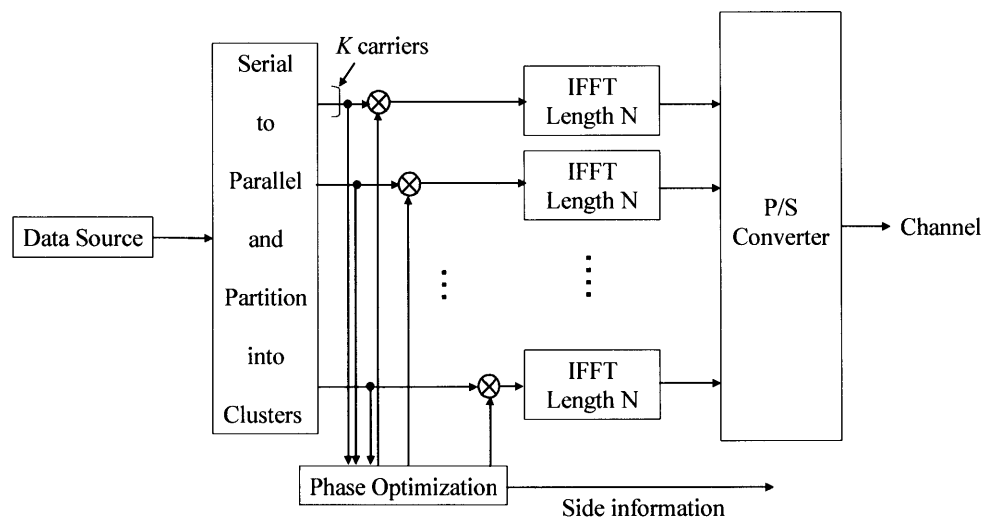 K carriers
Serial
to
Parallel
and
Partition
into
Clusters
Data Source
IFFT
Length N
IFFT
Length N
IFFT
Length N
P/S
Converter
Channel
Phase Optimization
Side information